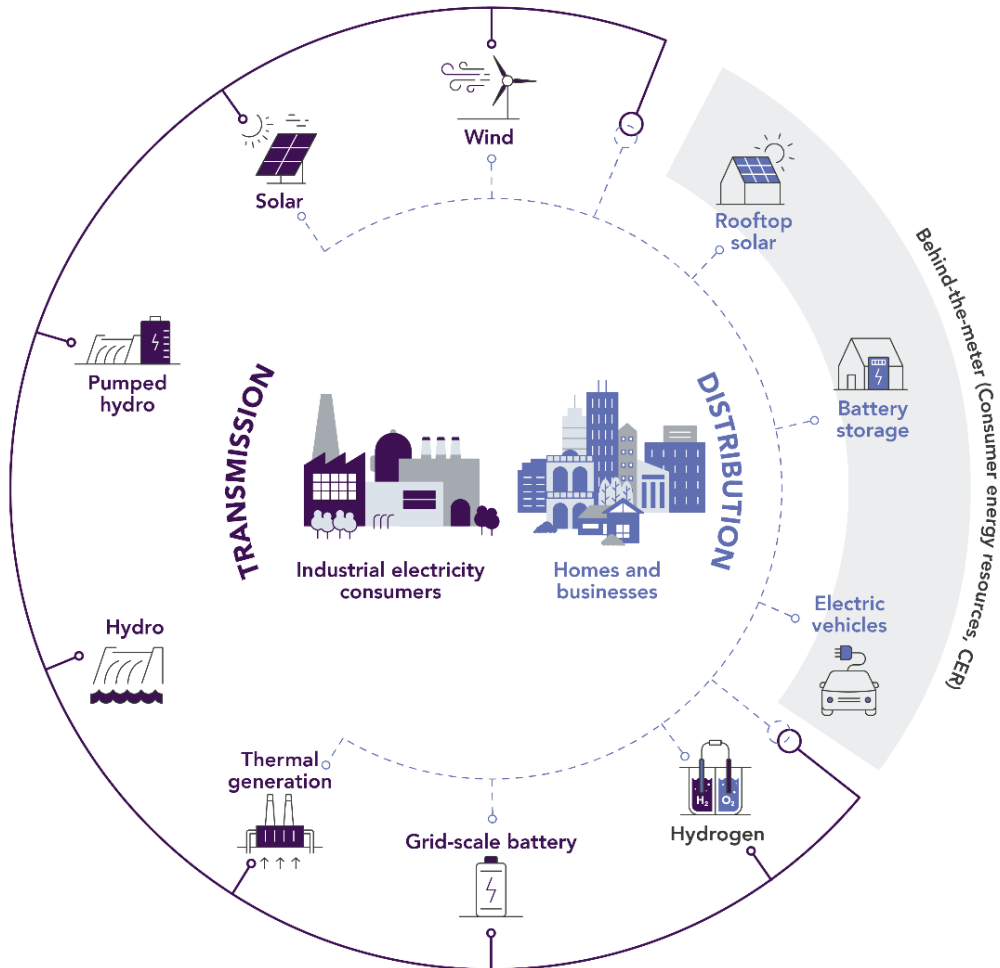 Wind
Solar
Rooftop
solar
Behind-the-meter (Consumer energy resources, CER)
Pumped
hydro
Battery
storage
TRANSMISSION
DISTRIBUTION
Industrial electricity
consumers
Homes and
businesses
Hydro
Electric
vehicles
Thermal
generation
Grid-scale battery
H₂
O₂
Hydrogen